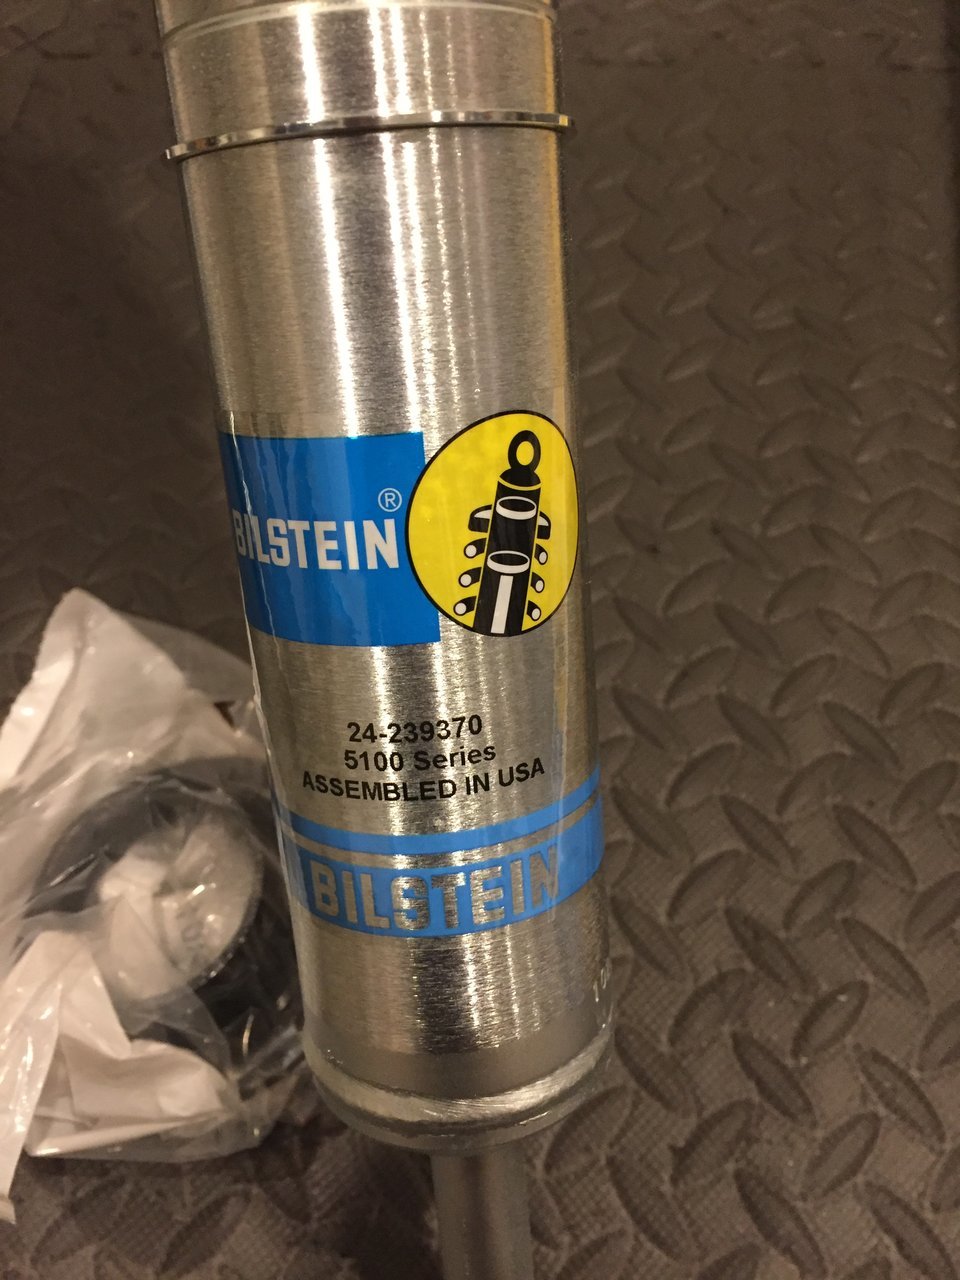 BILSTEIN®
24-239370
5100 Series
ASSEMBLED IN USA
BILSTEIN